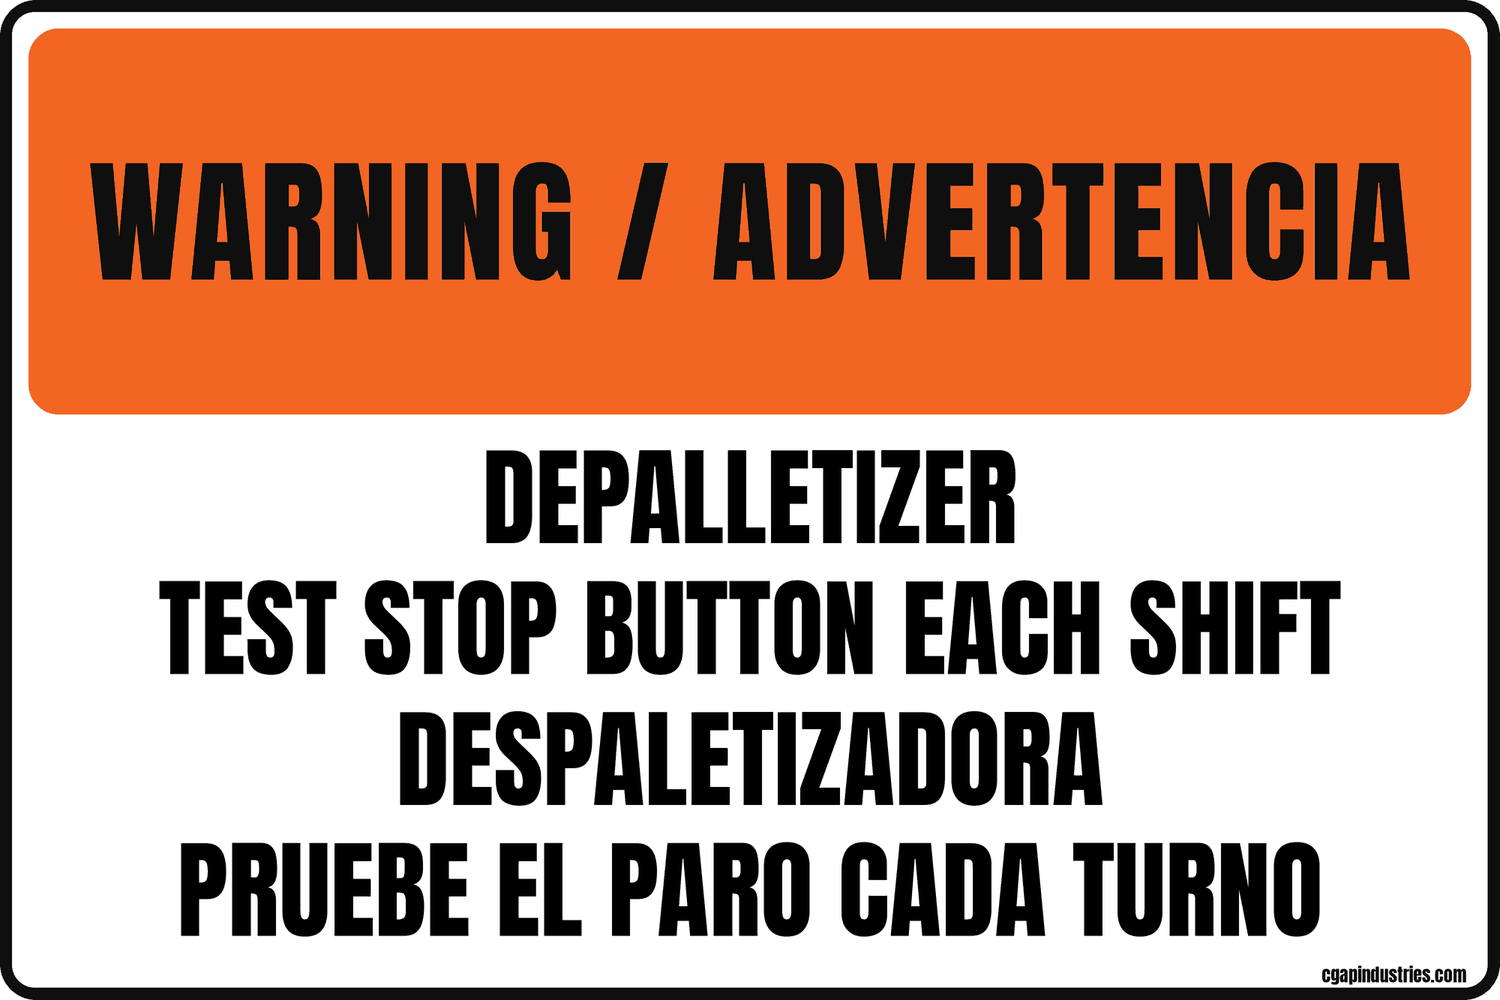 WARNING / ADVERTENCIA
DEPALLETIZER
TEST STOP BUTTON EACH SHIFT
DESPALETIZADORA
PRUEBE EL PARO CADA TURNO
cgapindustries.com